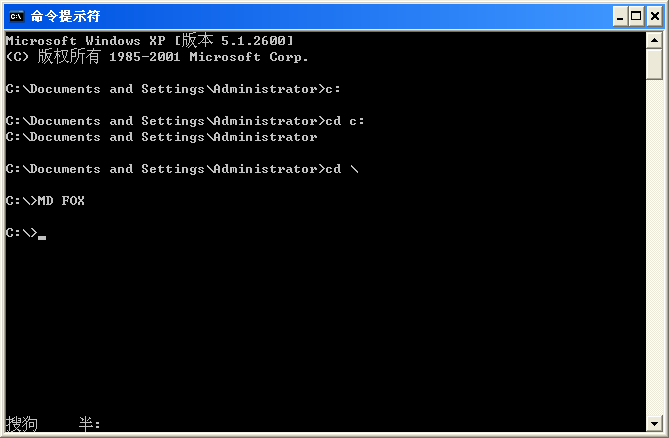 命令提示符
Microsoft Windows XP [版本 5.1.2600]
(C) 版权所有 1985-2001 Microsoft Corp.
C:\Documents and Settings\Administrator>c:
C:\Documents and Settings\Administrator>cd c:
C:\Documents and Settings\Administrator
C:\Documents and Settings\Administrator>cd \
C:\>MD FOX
C:\>_
搜狗 半: